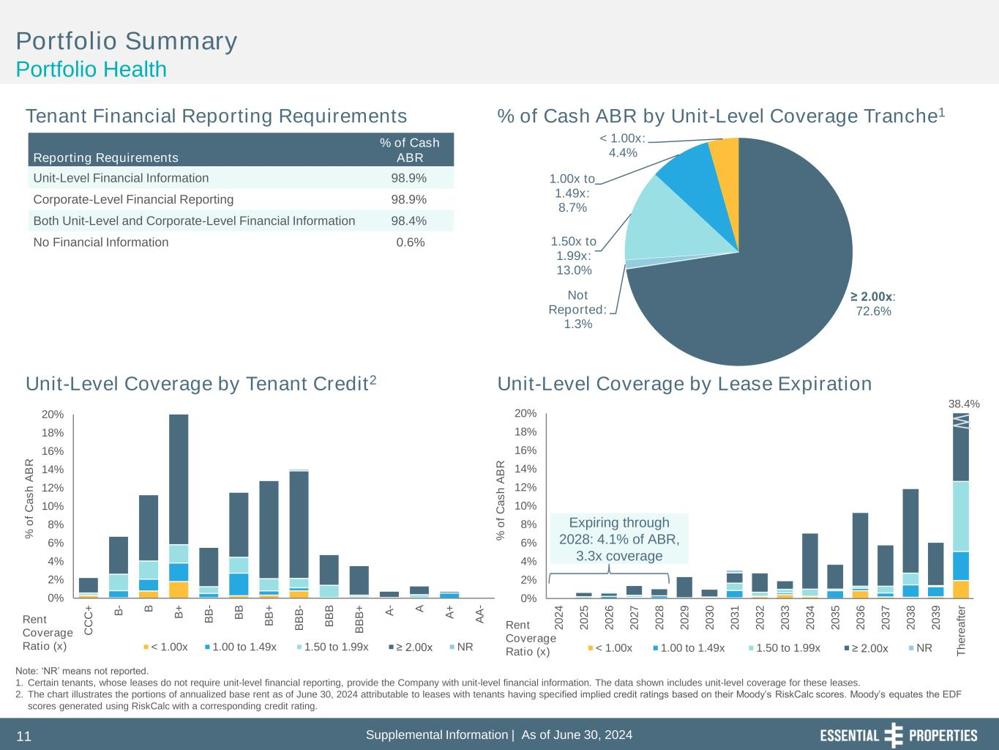 Portfolio Summary
Portfolio Health
Tenant Financial Reporting Requirements
% of Cash
Reporting Requirements ABR
Unit-Level Financial Information 98.9%
Corporate-Level Financial Reporting 98.9%
Both Unit-Level and Corporate-Level Financial Information 98.4%
No Financial Information 0.6%
% of Cash ABR by Unit-Level Coverage Tranche1
< 1.00x:
4.4%
1.00x to
1.49x:
8.7%
1.50x to
1.99x:
13.0%
Not
Reported:
1.3%
≥ 2.00x:
72.6%
Unit-Level Coverage by Tenant Credit2
% of Cash ABR
20%
18%
16%
14%
12%
10%
8%
6%
4%
2%
0%
CCC+ B- B B+ BB- BB BB+ BBB- BBB BBB+ A- A A+ AA-
Rent
Coverage
Ratio (x)
< 1.00x 1.00 to 1.49x 1.50 to 1.99x ≥ 2.00x NR
Unit-Level Coverage by Lease Expiration
38.4%
% of Cash ABR
20%
18%
16%
14%
12%
10%
8%
6%
4%
2%
0%
Expiring through
2028: 4.1% of ABR,
3.3x coverage
2024 2025 2026 2027 2028 2029 2030 2031 2032 2033 2034 2035 2036 2037 2038 2039 Thereafter
Rent
Coverage
Ratio (x)
< 1.00x 1.00 to 1.49x 1.50 to 1.99x ≥ 2.00x NR
Note: ‘NR’ means not reported.
1. Certain tenants, whose leases do not require unit-level financial reporting, provide the Company with unit-level financial information. The data shown includes unit-level coverage for these leases.
2. The chart illustrates the portions of annualized base rent as of June 30, 2024 attributable to leases with tenants having specified implied credit ratings based on their Moody’s RiskCalc scores. Moody’s equates the EDF
scores generated using RiskCalc with a corresponding credit rating.
11
Supplemental Information | As of June 30, 2024
ESSENTIAL PROPERTIES